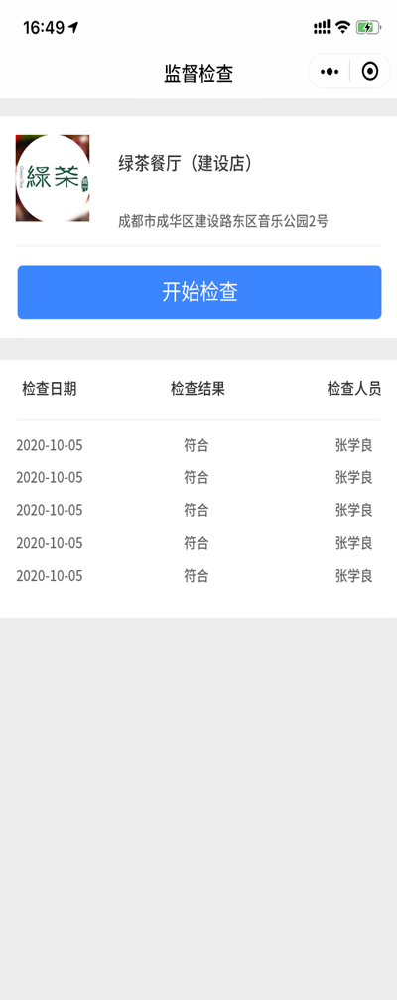 16:49
监督检查
綠茶
Green Tea
绿茶餐厅（建设店）
成都市成华区建设路东区音乐公园2号
开始检查
检查日期 检查结果 检查人员
2020-10-05 符合 张学良
2020-10-05 符合 张学良
2020-10-05 符合 张学良
2020-10-05 符合 张学良
2020-10-05 符合 张学良